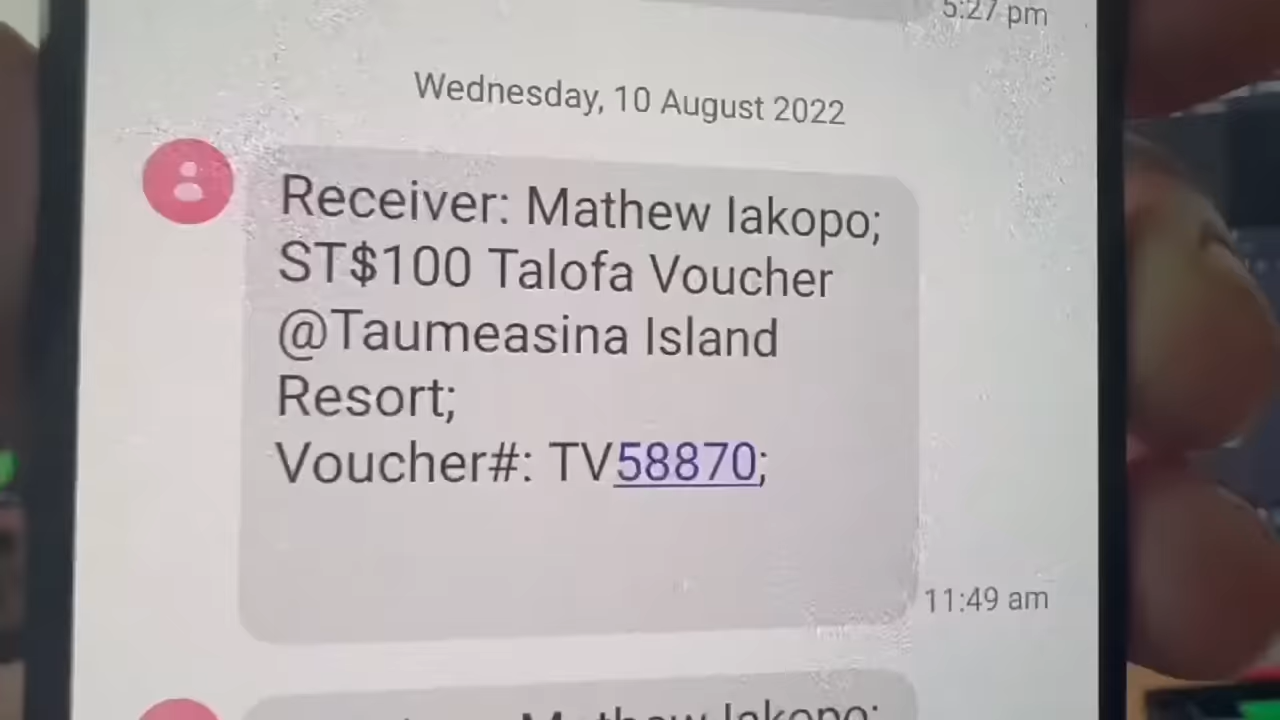 5:27 pm
Wednesday, 10 August 2022
Receiver: Mathew Iakopo;
ST$100 Talofa Voucher
@Taumeasina Island
Resort;
Voucher#: TV58870;
11:49 am
Mathew Iakopo;